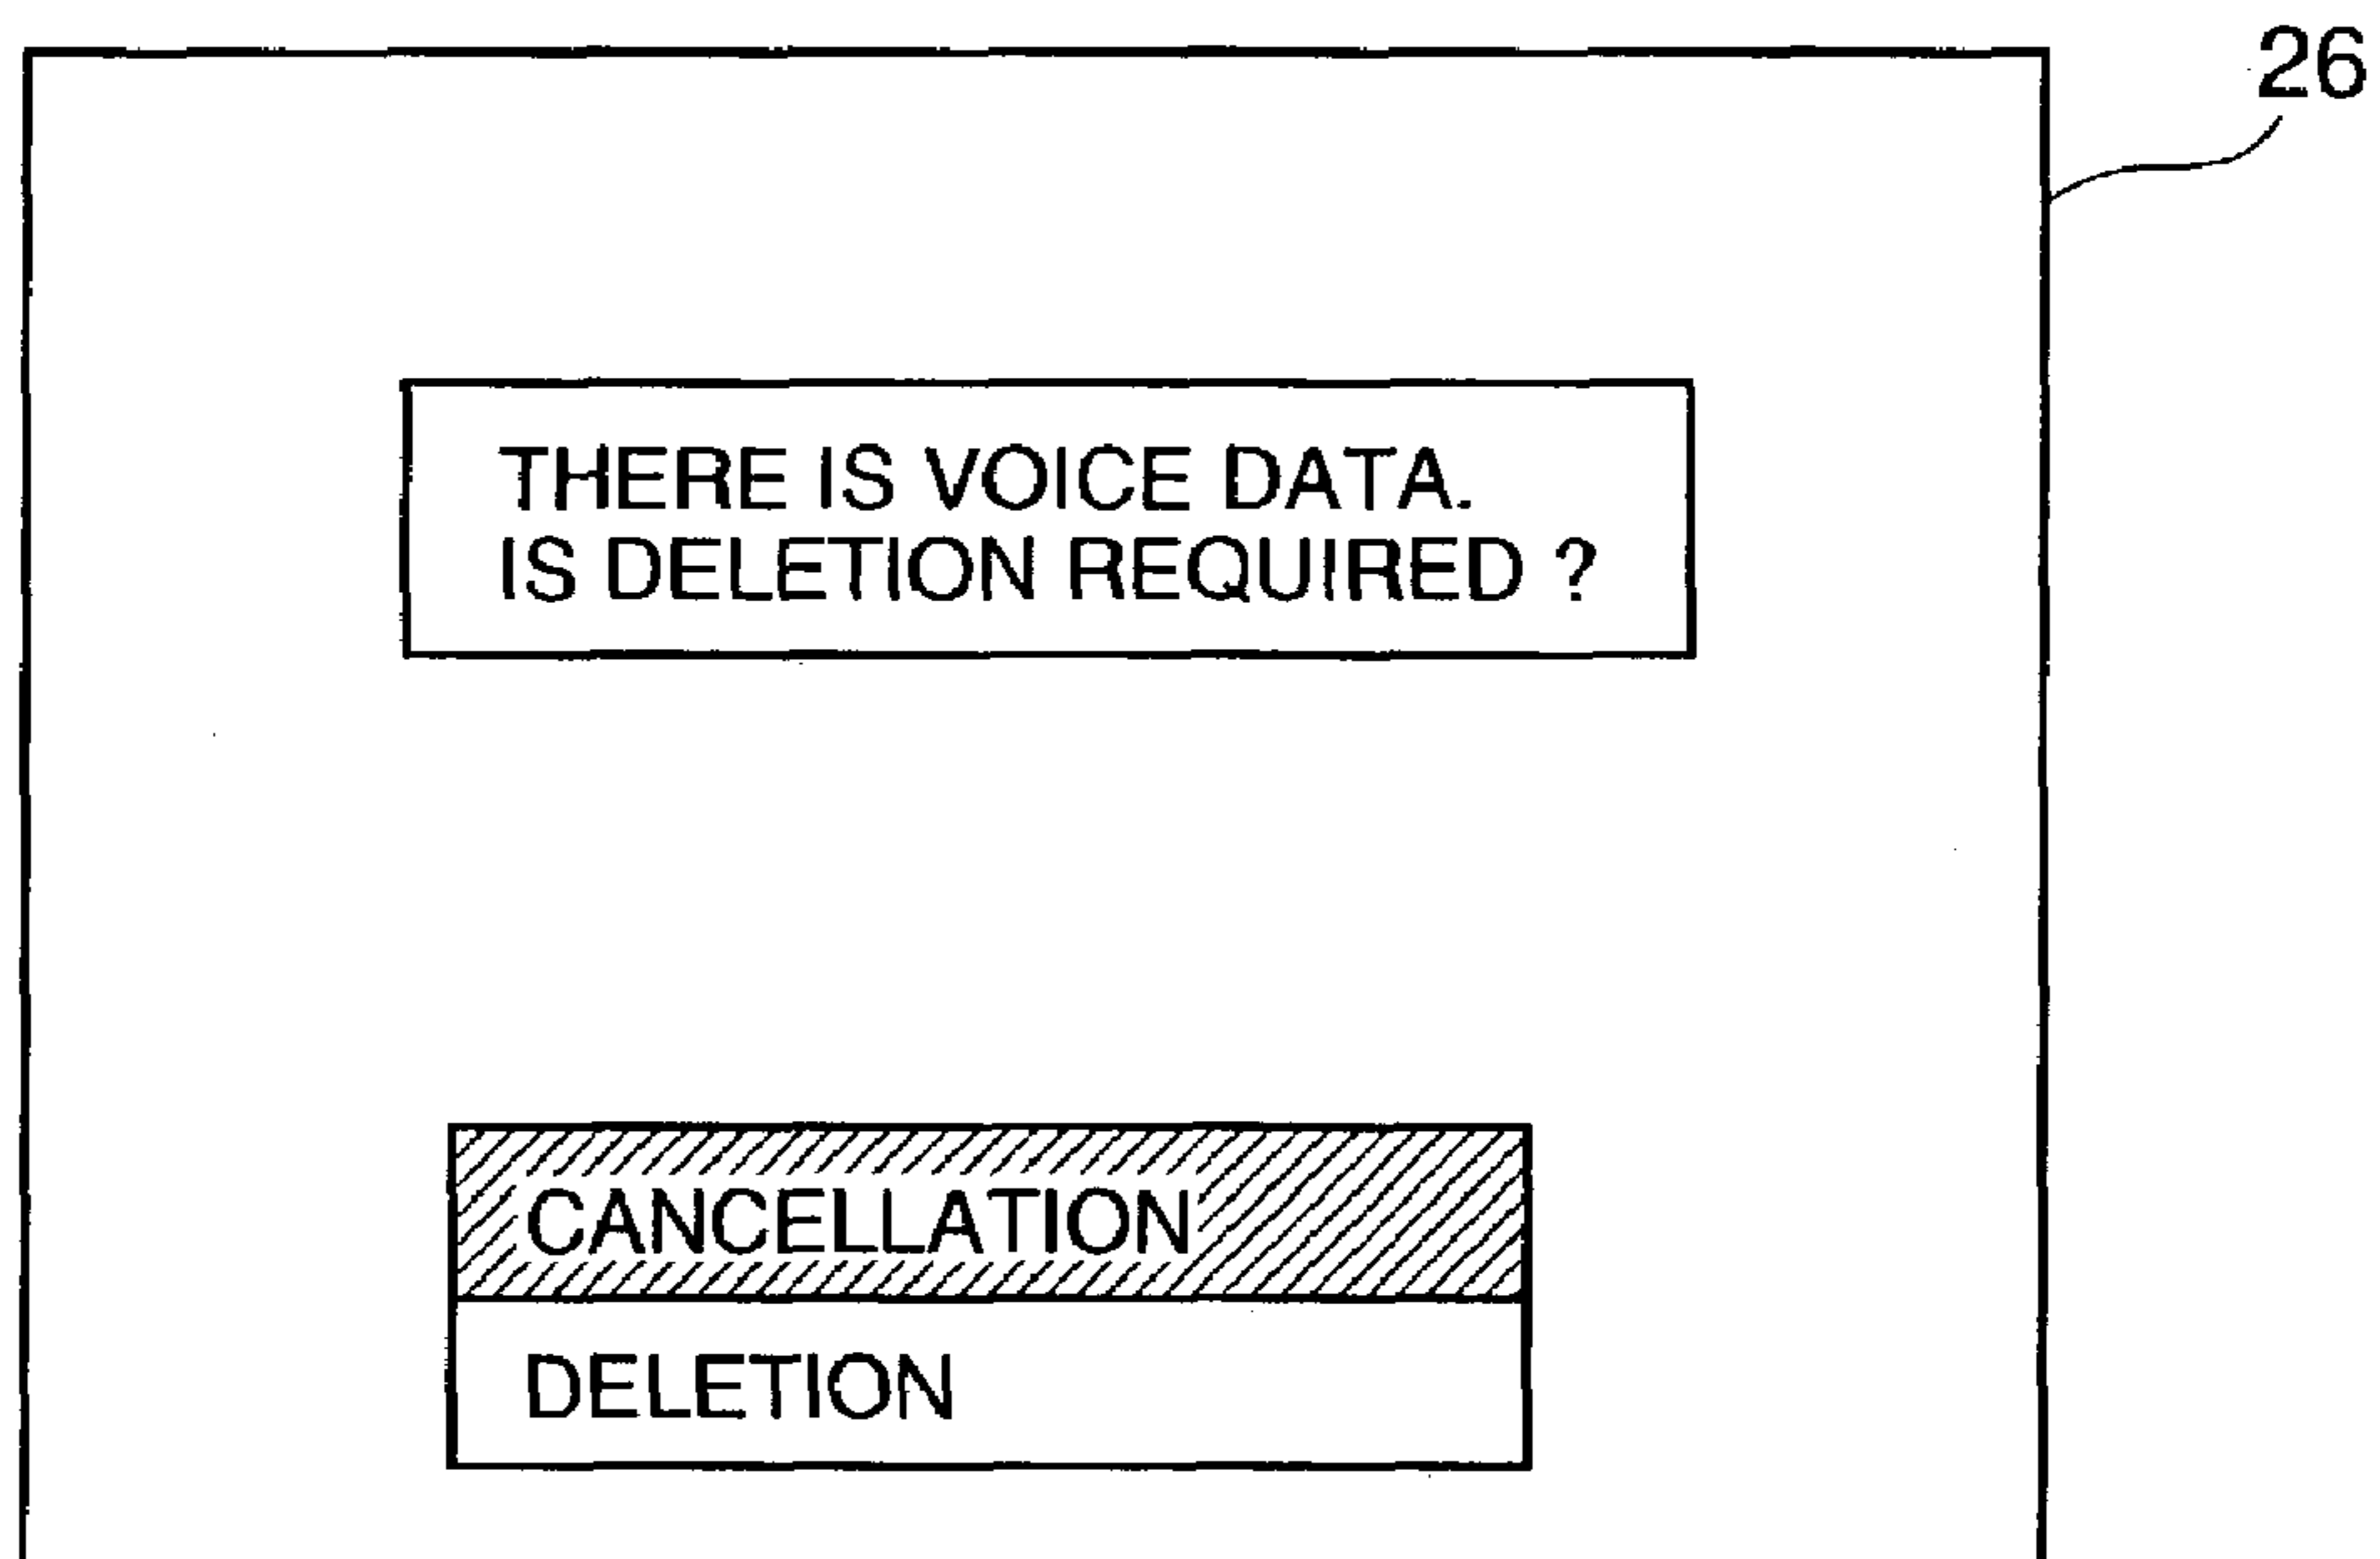 26
THERE IS VOICE DATA.
IS DELETION REQUIRED ?
CANCELLATION
DELETION